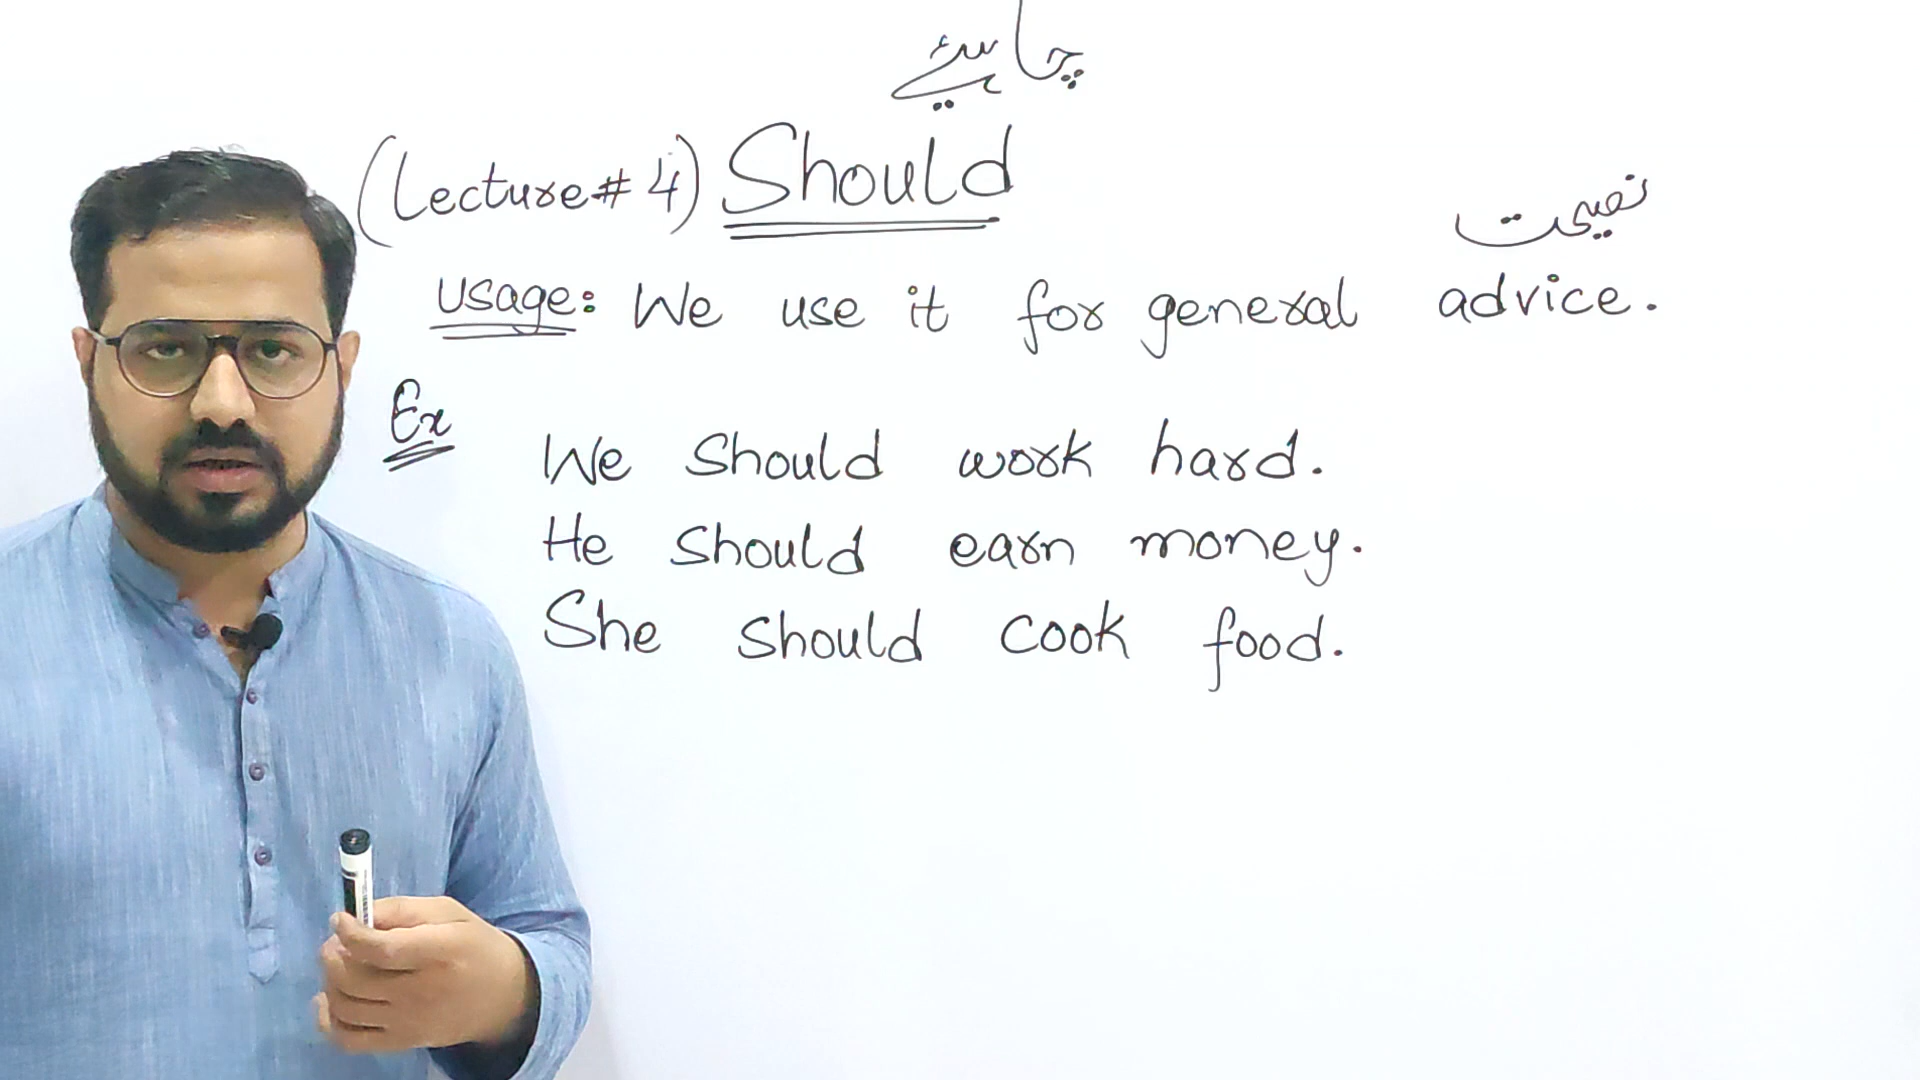 چاہیے
(Lecture# 4) Should
نصیحت
Usage: We use it for general advice.
Ex
We Should work hard.
He Should earn money.
She Should cook food.